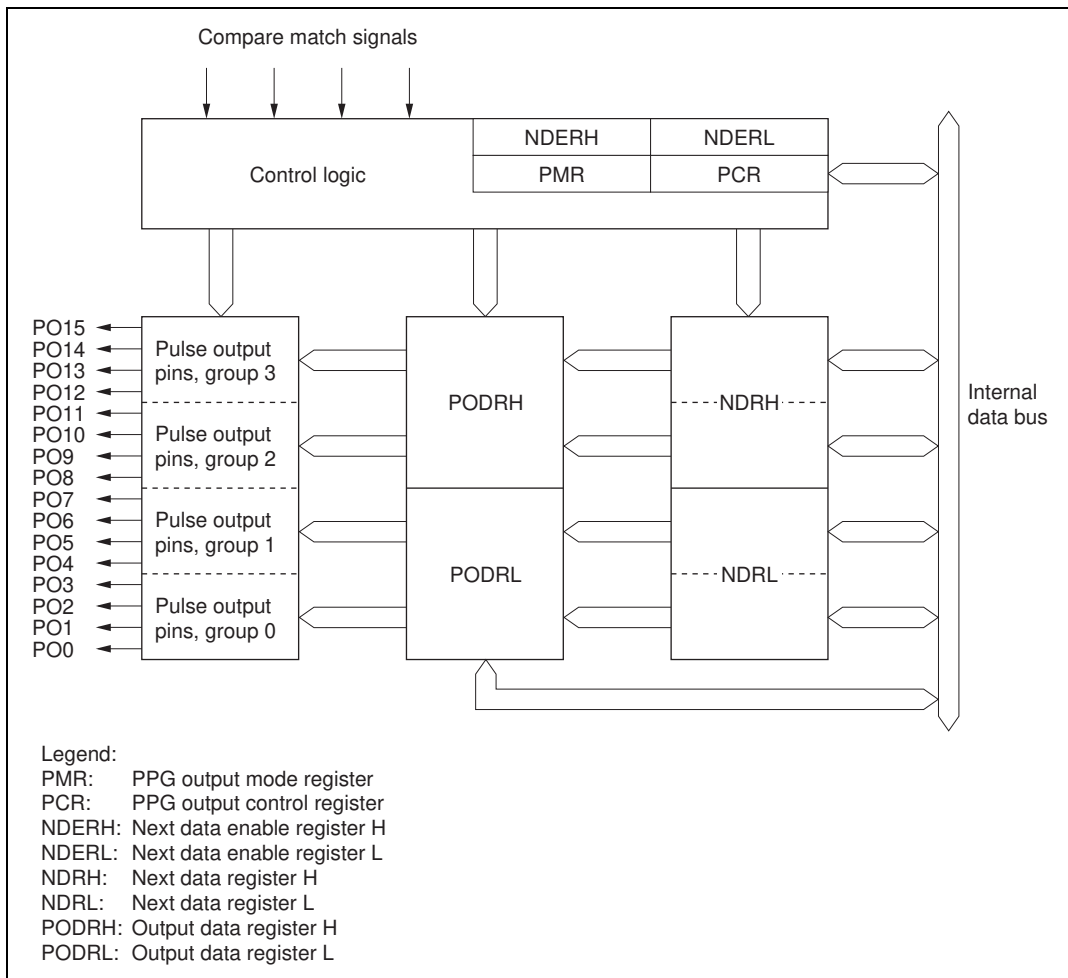 Compare match signals
NDERH
NDERL
Control logic
PMR
PCR
PO15
PO14
PO13
PO12
PO11
PO10
PO9
PO8
PO7
PO6
PO5
PO4
PO3
PO2
PO1
PO0
Pulse output
pins, group 3
Pulse output
pins, group 2
Pulse output
pins, group 1
Pulse output
pins, group 0
PODRH
PODRL
NDRH
NDRL
Internal
data bus
Legend:
PMR: PPG output mode register
PCR: PPG output control register
NDERH: Next data enable register H
NDERL: Next data enable register L
NDRH: Next data register H
NDRL: Next data register L
PODRH: Output data register H
PODRL: Output data register L